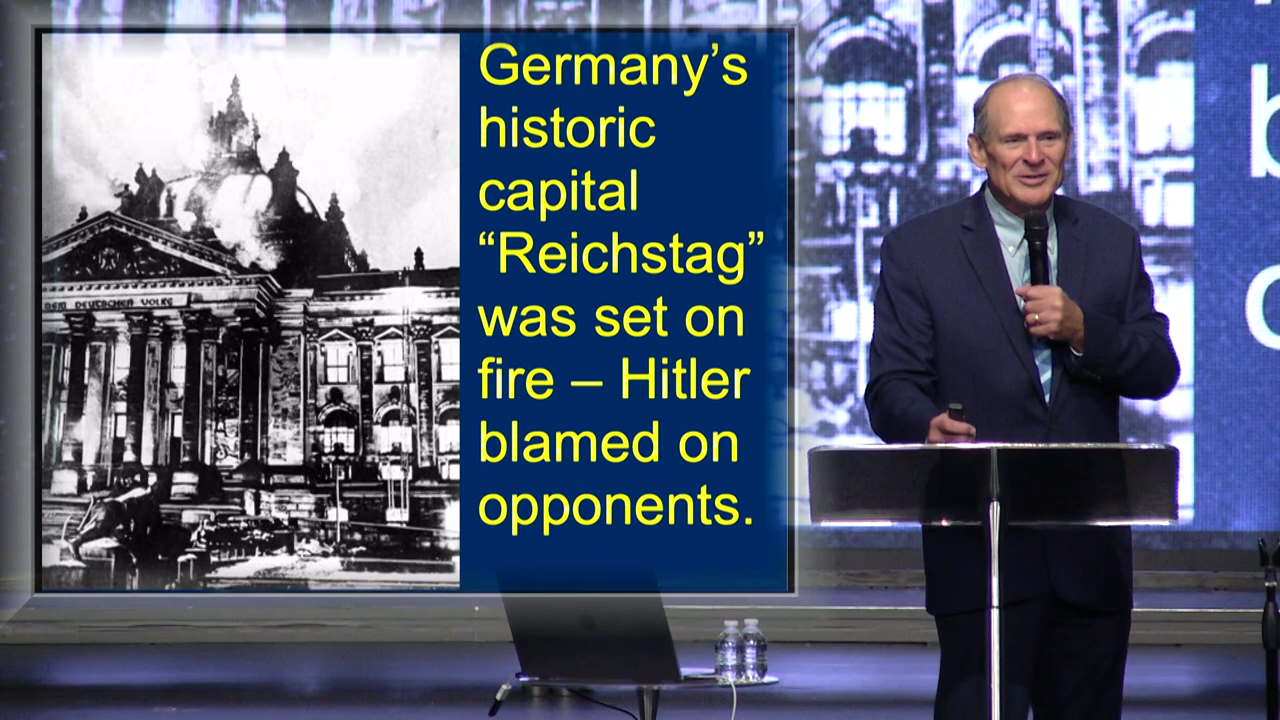 Germany’s
historic
capital
“Reichstag”
was set on
fire – Hitler
blamed on
opponents.
DEM DEUTSCHEN VOLKE